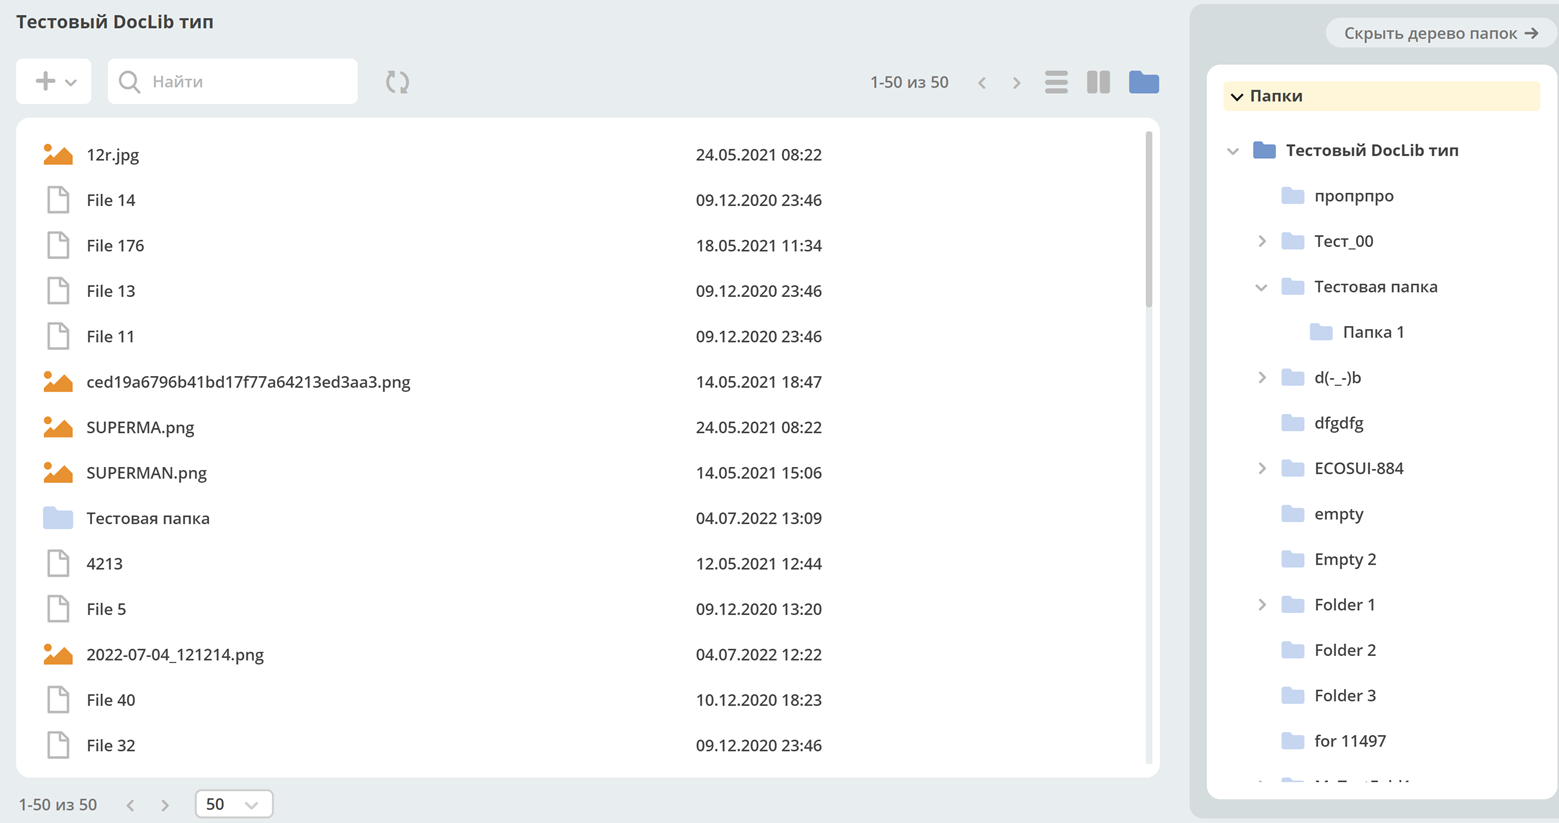 Тестовый DocLib тип
Найти
1-50 из 50
12r.jpg 24.05.2021 08:22
File 14 09.12.2020 23:46
File 176 18.05.2021 11:34
File 13 09.12.2020 23:46
File 11 09.12.2020 23:46
ced19a6796b41bd17f77a64213ed3aa3.png 14.05.2021 18:47
SUPERMA.png 24.05.2021 08:22
SUPERMAN.png 14.05.2021 15:06
Тестовая папка 04.07.2022 13:09
4213 12.05.2021 12:44
File 5 09.12.2020 13:20
2022-07-04_121214.png 04.07.2022 12:22
File 40 10.12.2020 18:23
File 32 09.12.2020 23:46
1-50 из 50
50
Скрыть дерево папок →
Папки
Тестовый DocLib тип
пропрпро
Тест_00
Тестовая папка
Папка 1
d(-_-)b
dfgdfg
ECOSUI-884
empty
Empty 2
Folder 1
Folder 2
Folder 3
for 11497